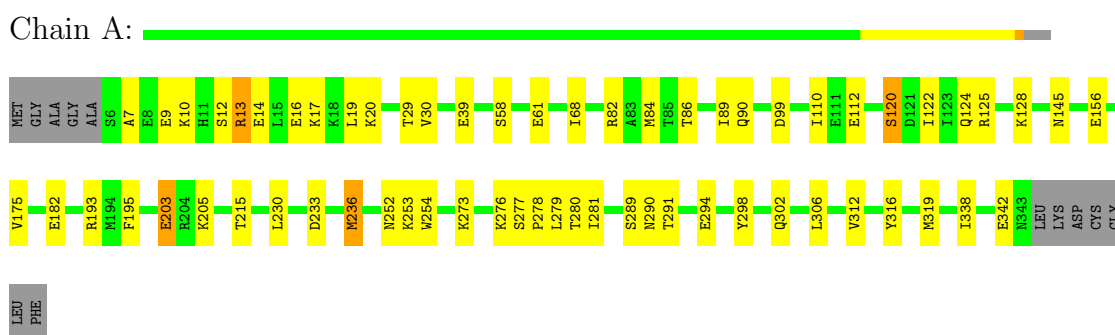 Chain A:
MET GLY ALA GLY ALA S6 A7 E8 E9 K10 H11 S12 R13 E14 L15 E16 K17 K18 L19 K20 T29 V30 E39 S58 E61 I68 R82 A83 M84 T85 T86 I89 Q90 D99 I110 E111 E112 S120 D121 I122 I123 Q124 R125 K128 N145 E156
V175 E182 R193 M194 F195 E203 R204 K205 T215 L230 D233 M236 N252 K253 W254 K273 K276 S277 P278 L279 T280 I281 S289 N290 T291 E294 Y298 Q302 L306 V312 Y316 M319 I338 E342 N343 LEU LYS ASP CYS GLY
LEU PHE